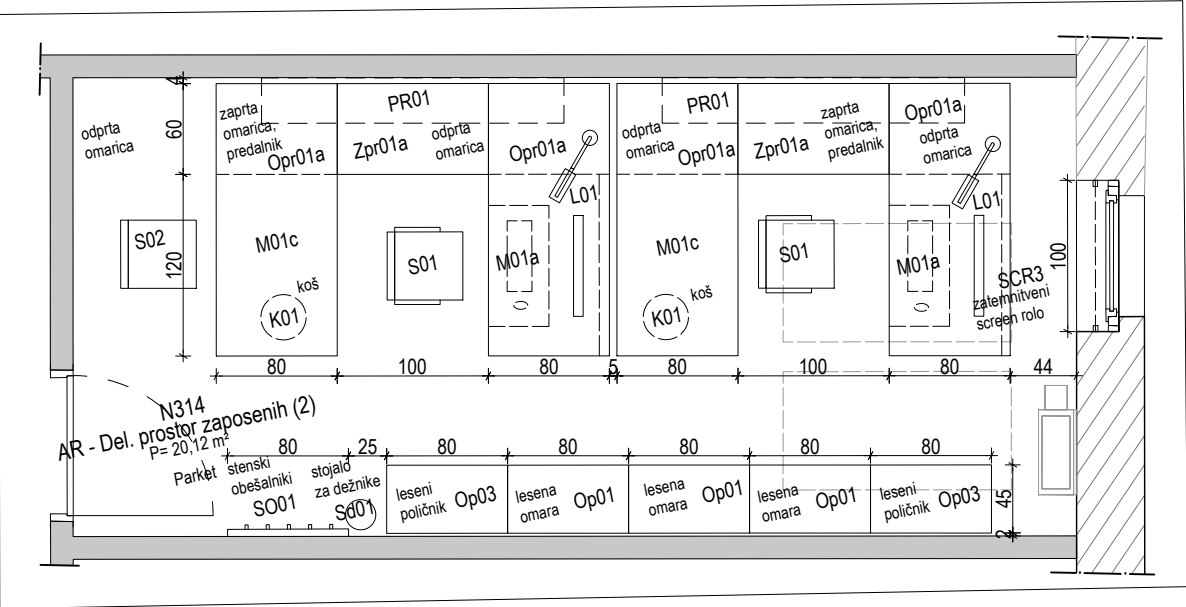 4
60
120
odprta
omarica
S02
zaprta
omarica,
predalnik
Opr01a
PR01
Zpr01a
odprta
omarica
Opr01a
L01
M01c
S01
M01a
koš
K01
odprta
omarica
Opr01a
PR01
Zpr01a
zaprta
omarica,
predalnik
Opr01a
odprta
omarica
L01
M01c
S01
M01a
koš
K01
SCR3
zatemnitveni
screen rolo
100
80
100
80
5
80
100
80
44
N314
AR - Del. prostor zaposenih (2)
P= 20,12 m²
Parket
80
25
80
80
80
80
80
stenski
obešalniki
SO01
stojalo
za dežnike
Sd01
leseni
poličnik
Op03
lesena
omara
Op01
lesena
omara
Op01
lesena
omara
Op01
leseni
poličnik
Op03
45
2